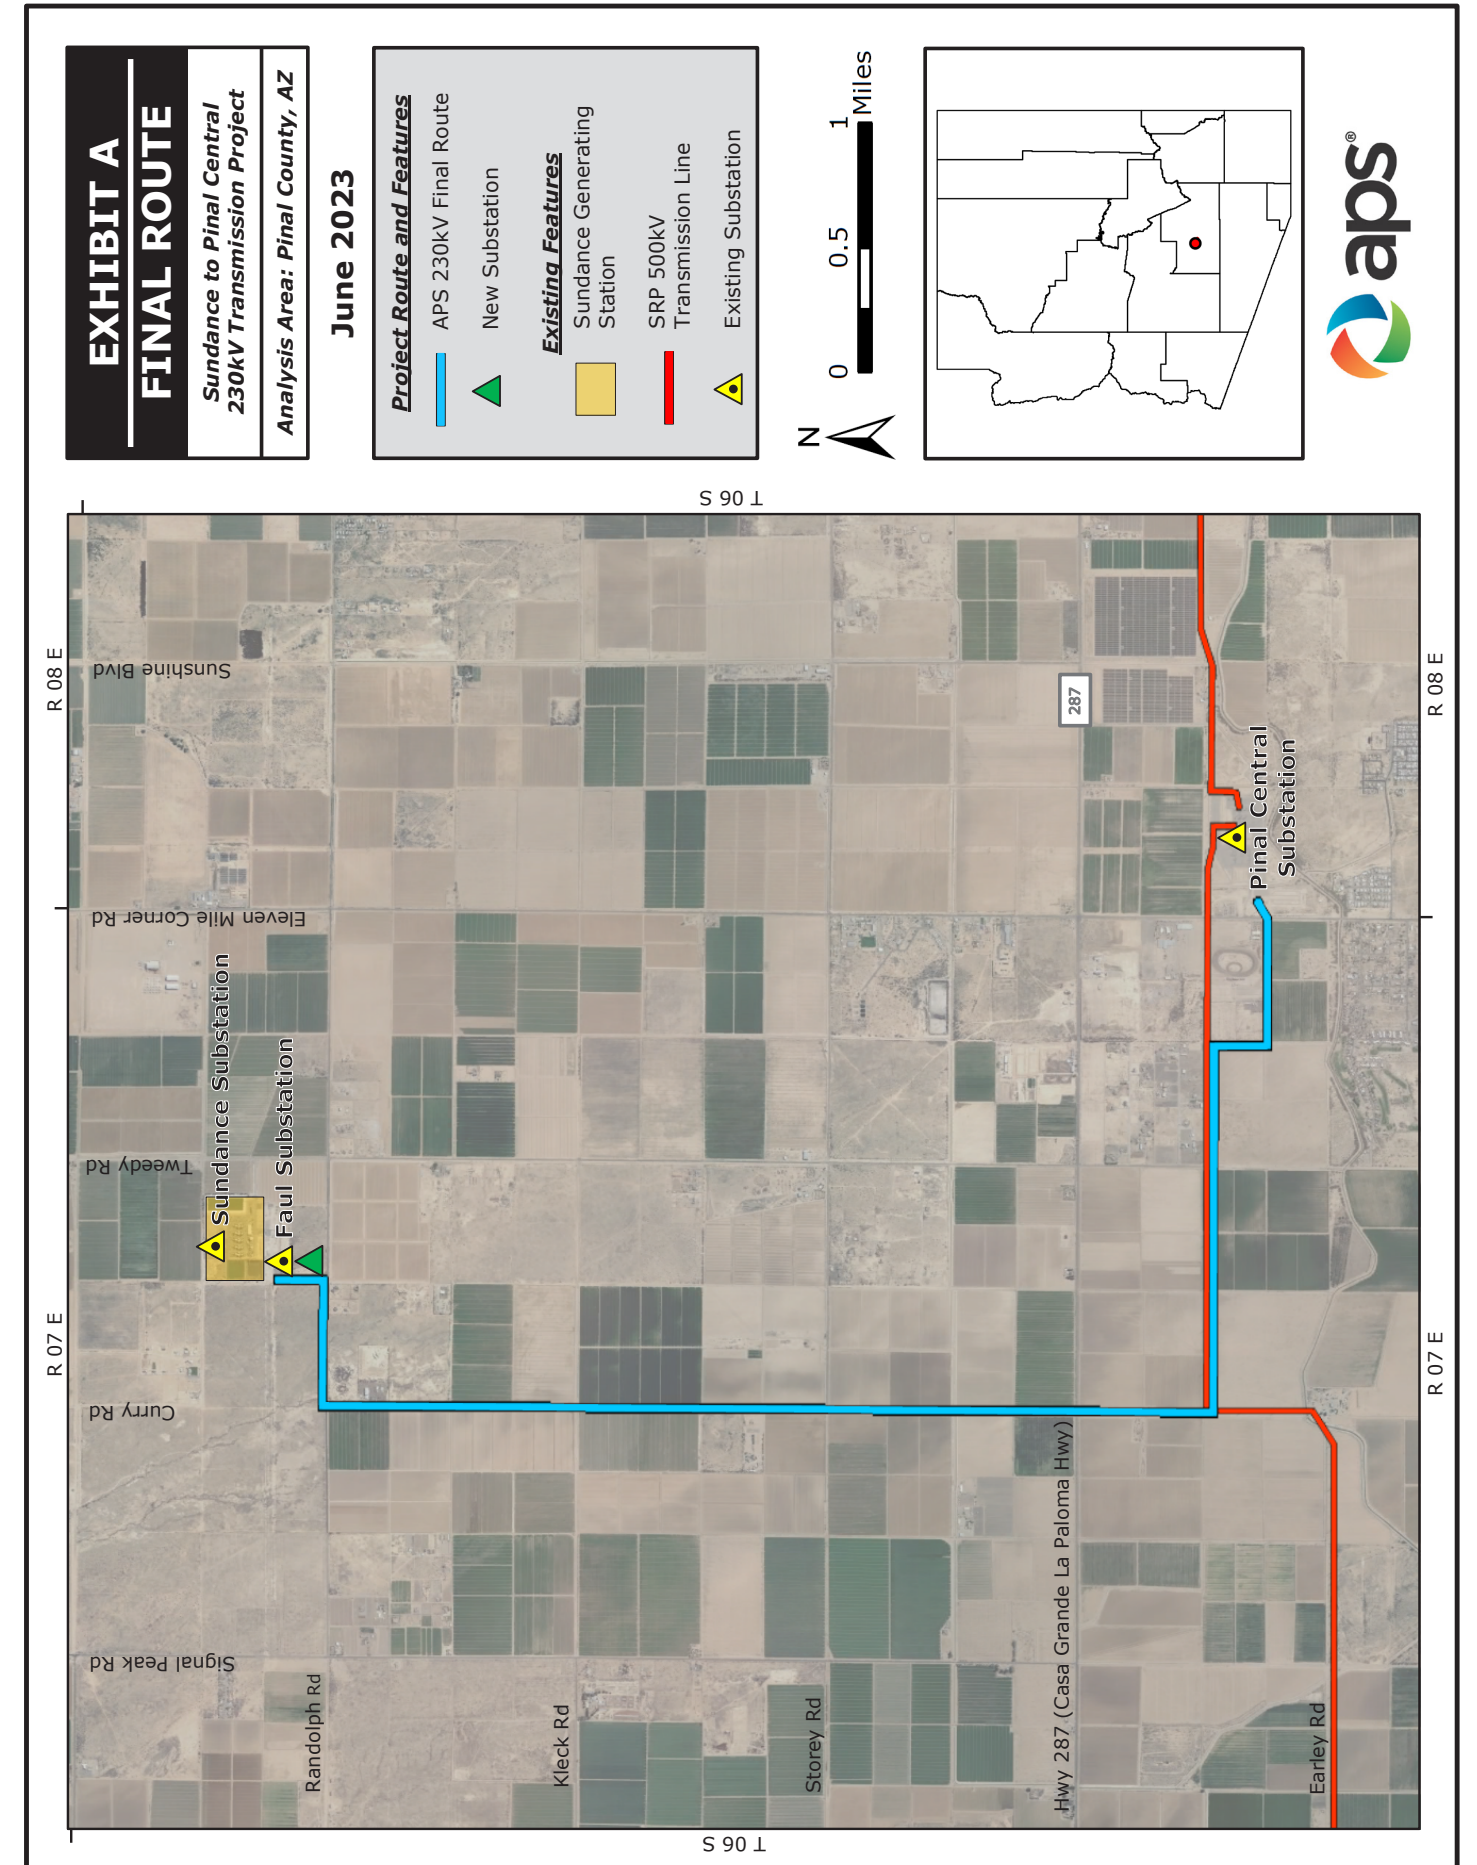 EXHIBIT A
FINAL ROUTE
Sundance to Pinal Central
230kV Transmission Project
Analysis Area: Pinal County, AZ
June 2023
Project Route and Features
APS 230kV Final Route
New Substation
Existing Features
Sundance Generating
Station
SRP 500kV
Transmission Line
Existing Substation
N
0 0.5 1
Miles
aps®
T 06 S
R 08 E
R 08 E
R 07 E
R 07 E
T 06 S
Sunshine Blvd
Eleven Mile Corner Rd
Tweedy Rd
Curry Rd
Signal Peak Rd
Sundance Substation
Faul Substation
287
Pinal Central
Substation
Randolph Rd
Kleck Rd
Storey Rd
Hwy 287 (Casa Grande La Paloma Hwy)
Earley Rd